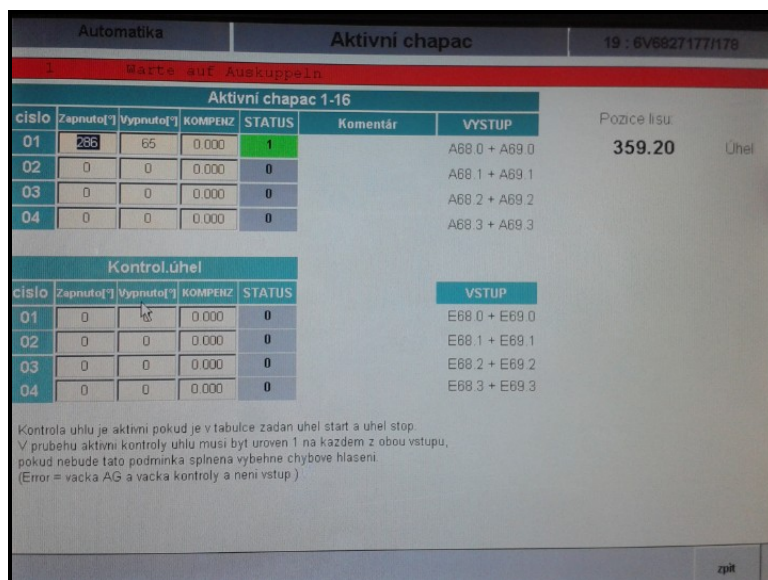 Automatika Aktivní chapac 19 : 6V6827177/178
1 Warte auf Auskuppeln
Aktivní chapac 1-16
cislo Zapnuto[°] Vypnuto[°] KOMPENZ STATUS Komentár VYSTUP Pozice lisu:
01 286 65 0.000 1 A68.0 + A69.0 359.20 Úhel
02 0 0 0.000 0 A68.1 + A69.1
03 0 0 0.000 0 A68.2 + A69.2
04 0 0 0.000 0 A68.3 + A69.3
Kontrol.úhel
cislo Zapnuto[°] Vypnuto[°] KOMPENZ STATUS VSTUP
01 0 0.000 0 E68.0 + E69.0
02 0 0 0.000 0 E68.1 + E69.1
03 0 0 0.000 0 E68.2 + E69.2
04 0 0 0.000 0 E68.3 + E69.3
Kontrola uhlu je aktivni pokud je v tabulce zadan uhel start a uhel stop.
V prubehu aktivni kontroly uhlu musi byt uroven 1 na kazdem z obou vstupu,
pokud nebude tato podminka splnena vybehne chybove hlaseni.
(Error = vacka AG a vacka kontroly a neni vstup )
zpit